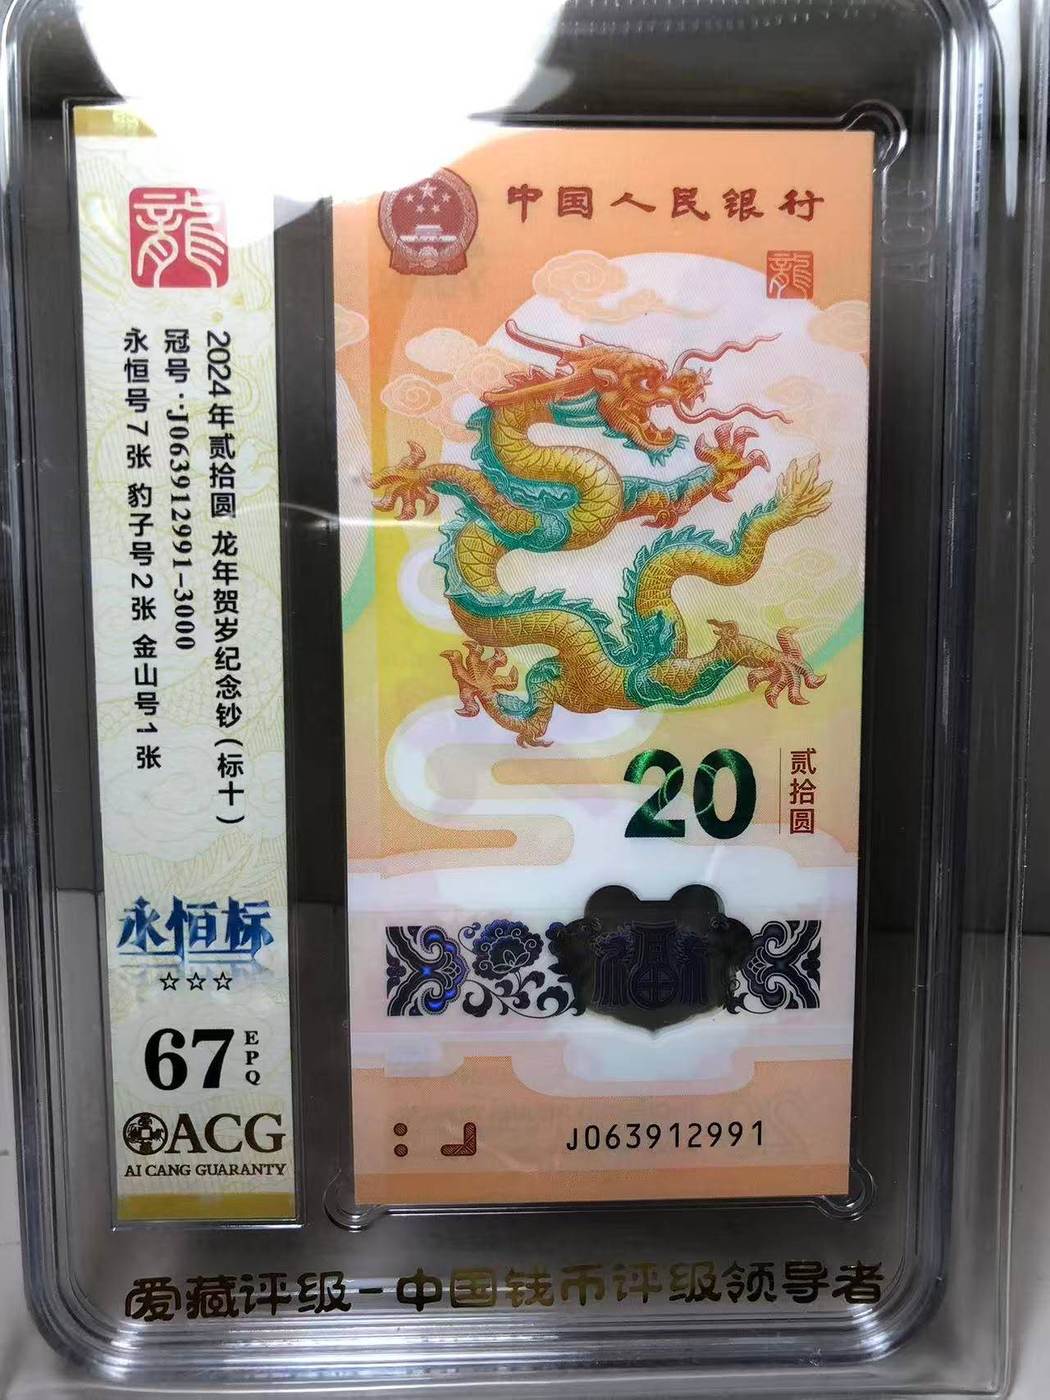 龍
2024年贰拾圆 龙年贺岁纪念钞(标十)
冠号:J063912991-3000
永恒号7张 豹子号2张 金山号1张
永恒标
☆☆☆
67
EPQ
ACG
AI CANG GUARANTY
中国人民银行
龍
20
贰拾圆
福
J063912991
爱藏评级-中国钱币评级领导者